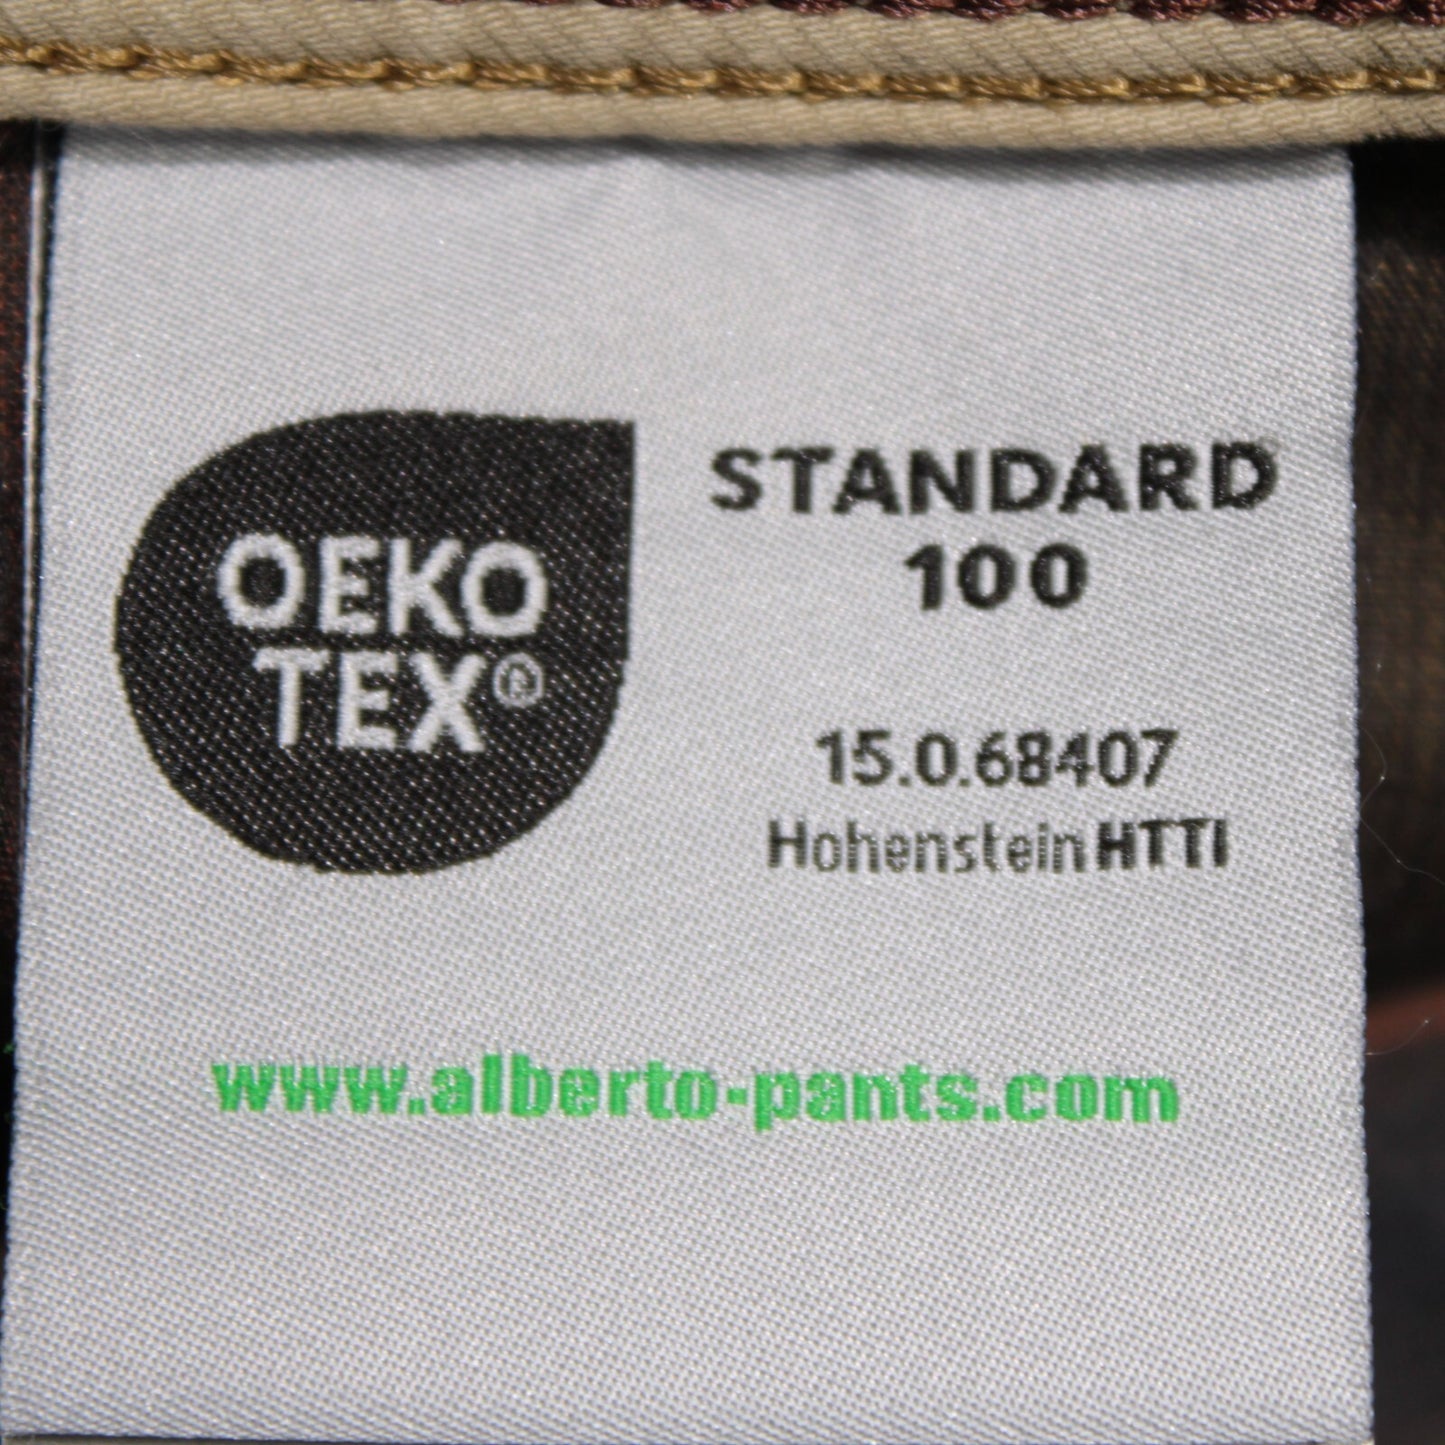 OEKO
TEX®
STANDARD
100
15.0.68407
Hohenstein HTTI
www.alberto-pants.com